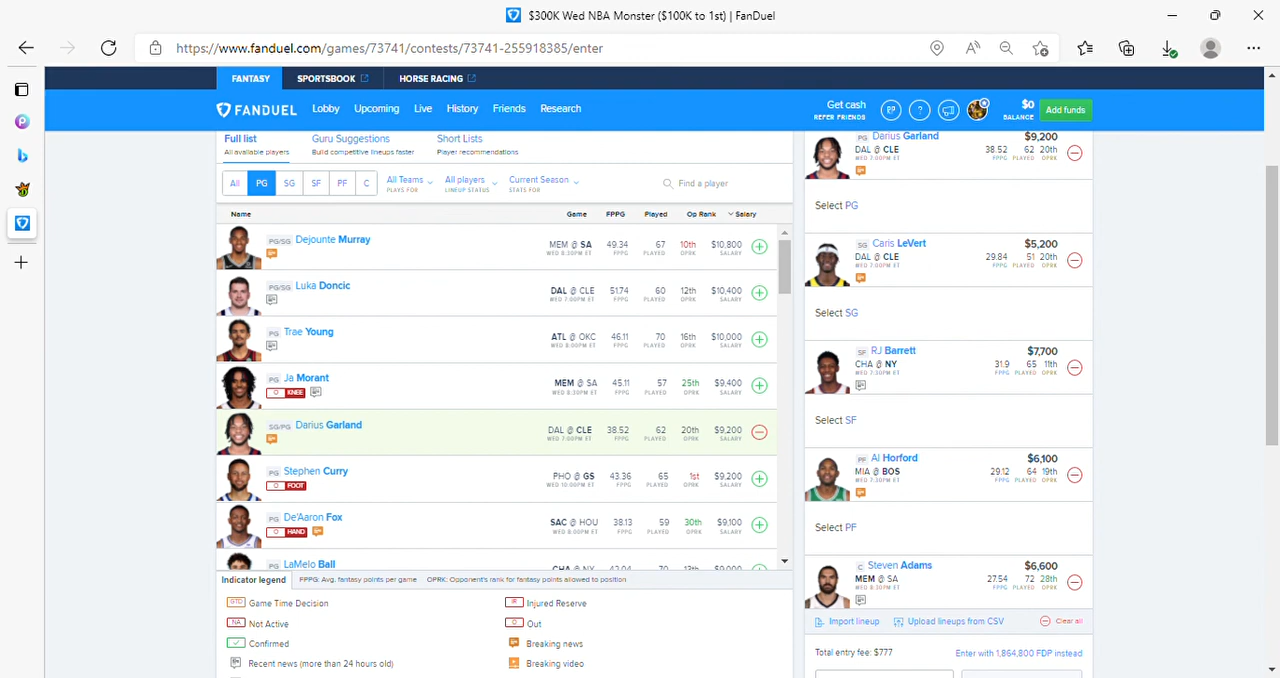 $300K Wed NBA Monster ($100K to 1st) | FanDuel
https://www.fanduel.com/games/73741/contests/73741-255918385/enter
FANTASY SPORTSBOOK HORSE RACING
FANDUEL Lobby Upcoming Live History Friends Research
Get cash
REFER FRIENDS
$0
BALANCE
Add funds
Full list
All available players
Guru Suggestions
Build competitive lineups faster
Short Lists
Player recommendations
All PG SG SF PF C
All Teams
PLAYS FOR
All players
LINEUP STATUS
Current Season
STATS FOR
Find a player
Name Game FPPG Played Op Rank Salary
PG/SG Dejounte Murray MEM @ SA 49.34 67 10th $10,800
WED 8:30PM ET FPPG PLAYED OPRK SALARY
PG/SG Luka Doncic DAL @ CLE 51.74 60 12th $10,400
WED 7:00PM ET FPPG PLAYED OPRK SALARY
PG Trae Young ATL @ OKC 46.11 70 16th $10,000
WED 8:00PM ET FPPG PLAYED OPRK SALARY
PG Ja Morant MEM @ SA 45.11 57 25th $9,400
O KNEE WED 8:30PM ET FPPG PLAYED OPRK SALARY
SG/PG Darius Garland DAL @ CLE 38.52 62 20th $9,200
WED 7:00PM ET FPPG PLAYED OPRK SALARY
PG Stephen Curry PHO @ GS 43.36 65 1st $9,200
O FOOT WED 10:00PM ET FPPG PLAYED OPRK SALARY
PG De'Aaron Fox SAC @ HOU 38.13 59 30th $9,100
O HAND WED 8:00PM ET FPPG PLAYED OPRK SALARY
PG LaMelo Ball CHA @ NY 70 $9,000
Indicator legend FPPG: Avg. fantasy points per game OPRK: Opponent's rank for fantasy points allowed to position
GTD Game Time Decision
IR Injured Reserve
NA Not Active
O Out
Confirmed
Breaking news
Recent news (more than 24 hours old)
Breaking video
PG Darius Garland $9,200
DAL @ CLE 38.52 62 20th
WED 7:00PM ET FPPG PLAYED OPRK
Select PG
SG Caris LeVert $5,200
DAL @ CLE 29.84 51 20th
WED 7:00PM ET FPPG PLAYED OPRK
Select SG
SF RJ Barrett $7,700
CHA @ NY 31.9 65 11th
WED 7:30PM ET FPPG PLAYED OPRK
Select SF
PF Al Horford $6,100
MIA @ BOS 29.12 64 19th
WED 7:30PM ET FPPG PLAYED OPRK
Select PF
C Steven Adams $6,600
MEM @ SA 27.54 72 28th
WED 8:30PM ET FPPG PLAYED OPRK
Import lineup Upload lineups from CSV Clear all
Total entry fee: $777 Enter with 1,864,800 FDP instead